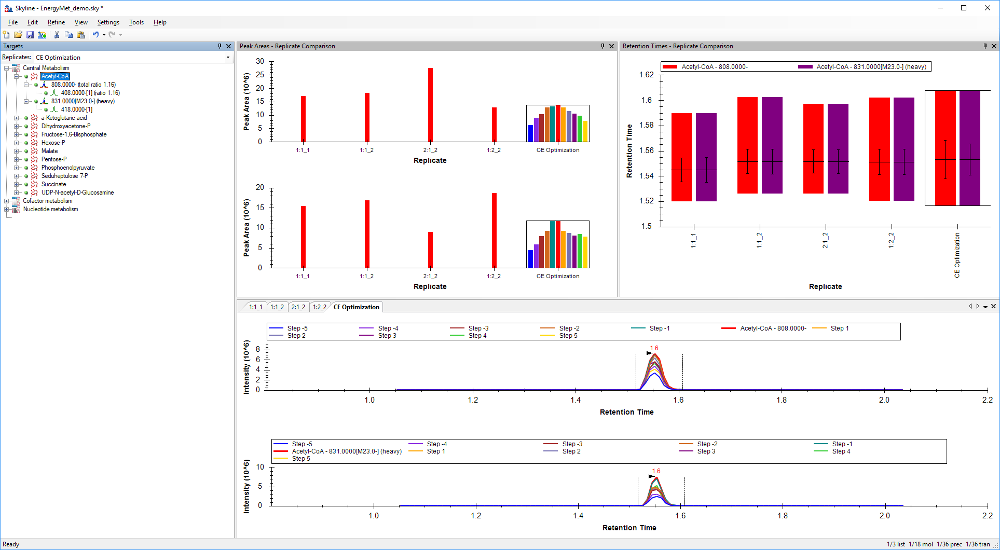 Skyline - EnergyMet_demo.sky *
File Edit Refine View Settings Tools Help
Targets
Replicates: CE Optimization
Central Metabolism
Acetyl-CoA
808.0000- (total ratio 1.16)
408.0000-[1] (ratio 1.16)
831.0000[M23.0-] (heavy)
418.0000-[1]
a-Ketoglutaric acid
Dihydroxyacetone-P
Fructose-1,6-Bisphosphate
Hexose-P
Malate
Pentose-P
Phosphoenolpyruvate
Seduheptulose 7-P
Succinate
UDP-N-acetyl-D-Glucosamine
Cofactor metabolism
Nucleotide metabolism
Peak Areas - Replicate Comparison
Peak Area (10^6)
30
25
20
15
10
5
0
1:1_1 1:1_2 2:1_2 1:2_2 CE Optimization
Replicate
Peak Area (10^6)
20
15
10
5
0
1:1_1 1:1_2 2:1_2 1:2_2 CE Optimization
Replicate
Retention Times - Replicate Comparison
Acetyl-CoA - 808.0000- Acetyl-CoA - 831.0000[M23.0-] (heavy)
Retention Time
1.62
1.6
1.58
1.56
1.54
1.52
1.5
1:1_1 1:1_2 2:1_2 1:2_2 CE Optimization
Replicate
1:1_1 1:1_2 2:1_2 1:2_2 CE Optimization
Step -5 Step -4 Step -3 Step -2 Step -1 Acetyl-CoA - 808.0000- Step 1
Step 2 Step 3 Step 4 Step 5
Intensity (10^6)
8
6
4
2
0
1.6
1.0 1.2 1.4 1.6 1.8 2.0 2.2
Retention Time
Step -5 Step -4 Step -3 Step -2 Step -1
Acetyl-CoA - 831.0000[M23.0-] (heavy) Step 1 Step 2 Step 3 Step 4
Step 5
Intensity (10^6)
10
5
0
1.6
1.0 1.2 1.4 1.6 1.8 2.0 2.2
Retention Time
Ready 1/3 list 1/18 mol 1/36 prec 1/36 tran